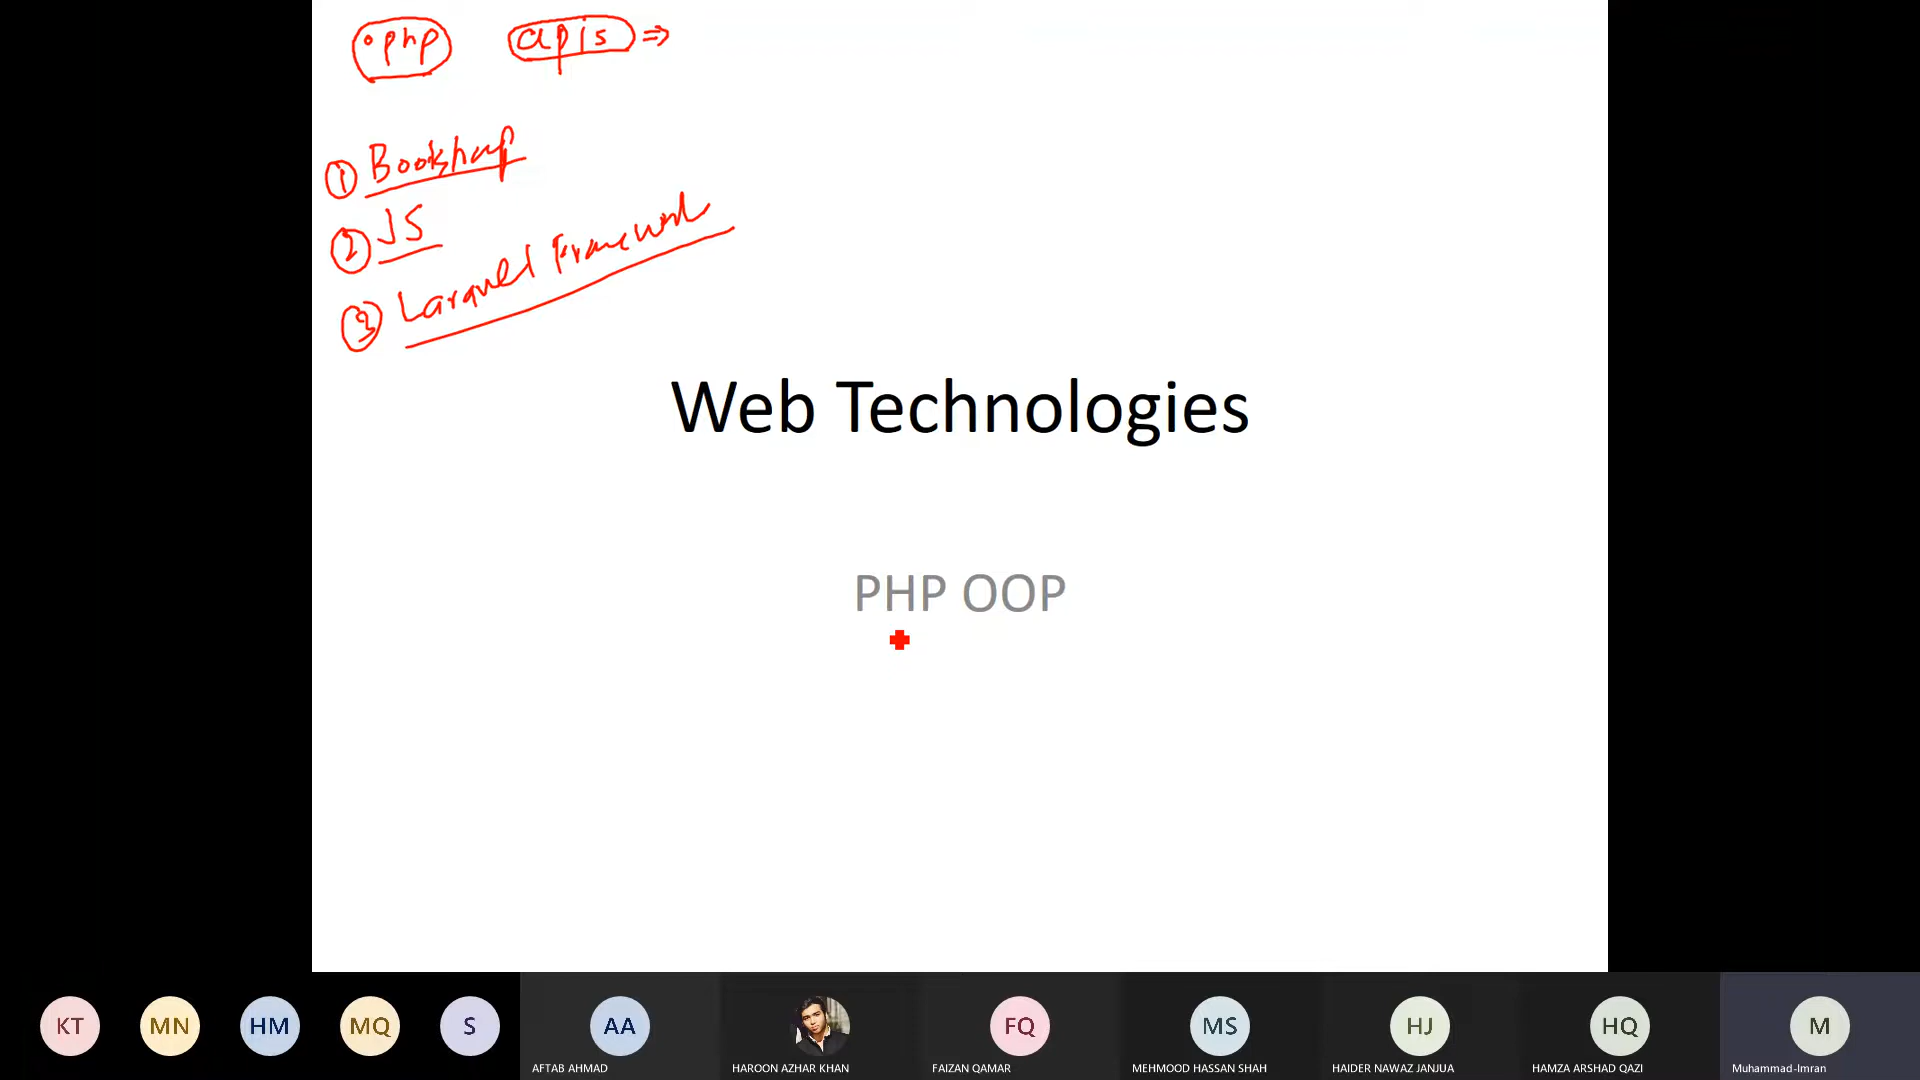 .php apis ⇒
① Bookshop
② JS
③ Laravel Framework
Web Technologies
PHP OOP
KT MN HM MQ S AA FQ MS HJ HQ M
AFTAB AHMAD HAROON AZHAR KHAN FAIZAN QAMAR MEHMOOD HASSAN SHAH HAIDER NAWAZ JANJUA HAMZA ARSHAD QAZI Muhammad-Imran